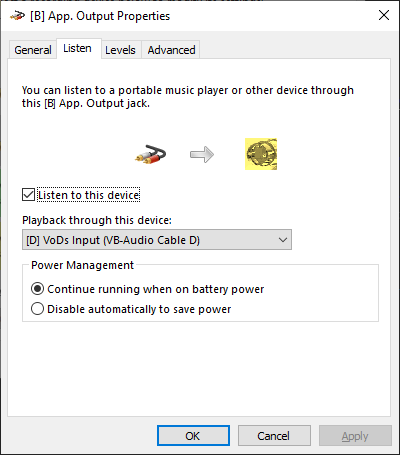 [B] App. Output Properties
General
Listen
Levels
Advanced
You can listen to a portable music player or other device through
this [B] App. Output jack.
Listen to this device
Playback through this device:
[D] VoDs Input (VB-Audio Cable D)
Power Management
Continue running when on battery power
Disable automatically to save power
OK
Cancel
Apply